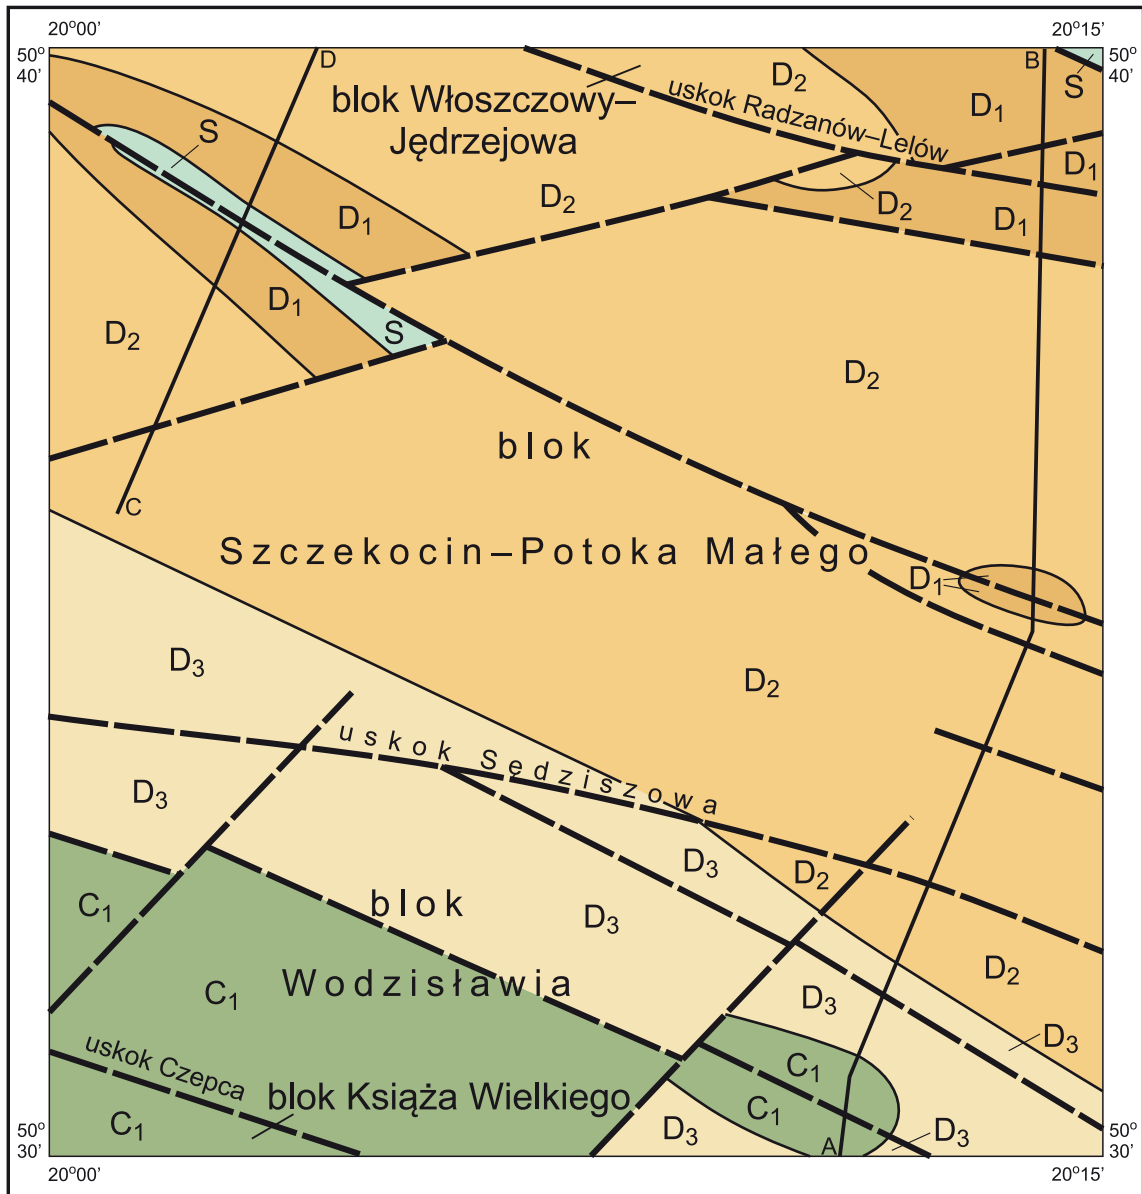 20°00’
20°15’
50°
40’
50°
40’
D
B
S
D₂
blok Włoszczowy–
Jędrzejowa
uskok Radzanów–Lelów
D₁
S
D₁
D₂
D₂
D₁
D₁
D₁
S
D₂
D₂
blok
C
Szczekocin–Potoka Małego
D₁
D₃
D₂
uskok Sędziszowa
D₃
D₃
D₂
C₁
blok
D₃
D₂
Wodzisławia
C₁
D₃
D₃
uskok Czepca
C₁
blok Książa Wielkiego
C₁
C₁
D₃
A
D₃
50°
30’
50°
30’
20°00’
20°15’